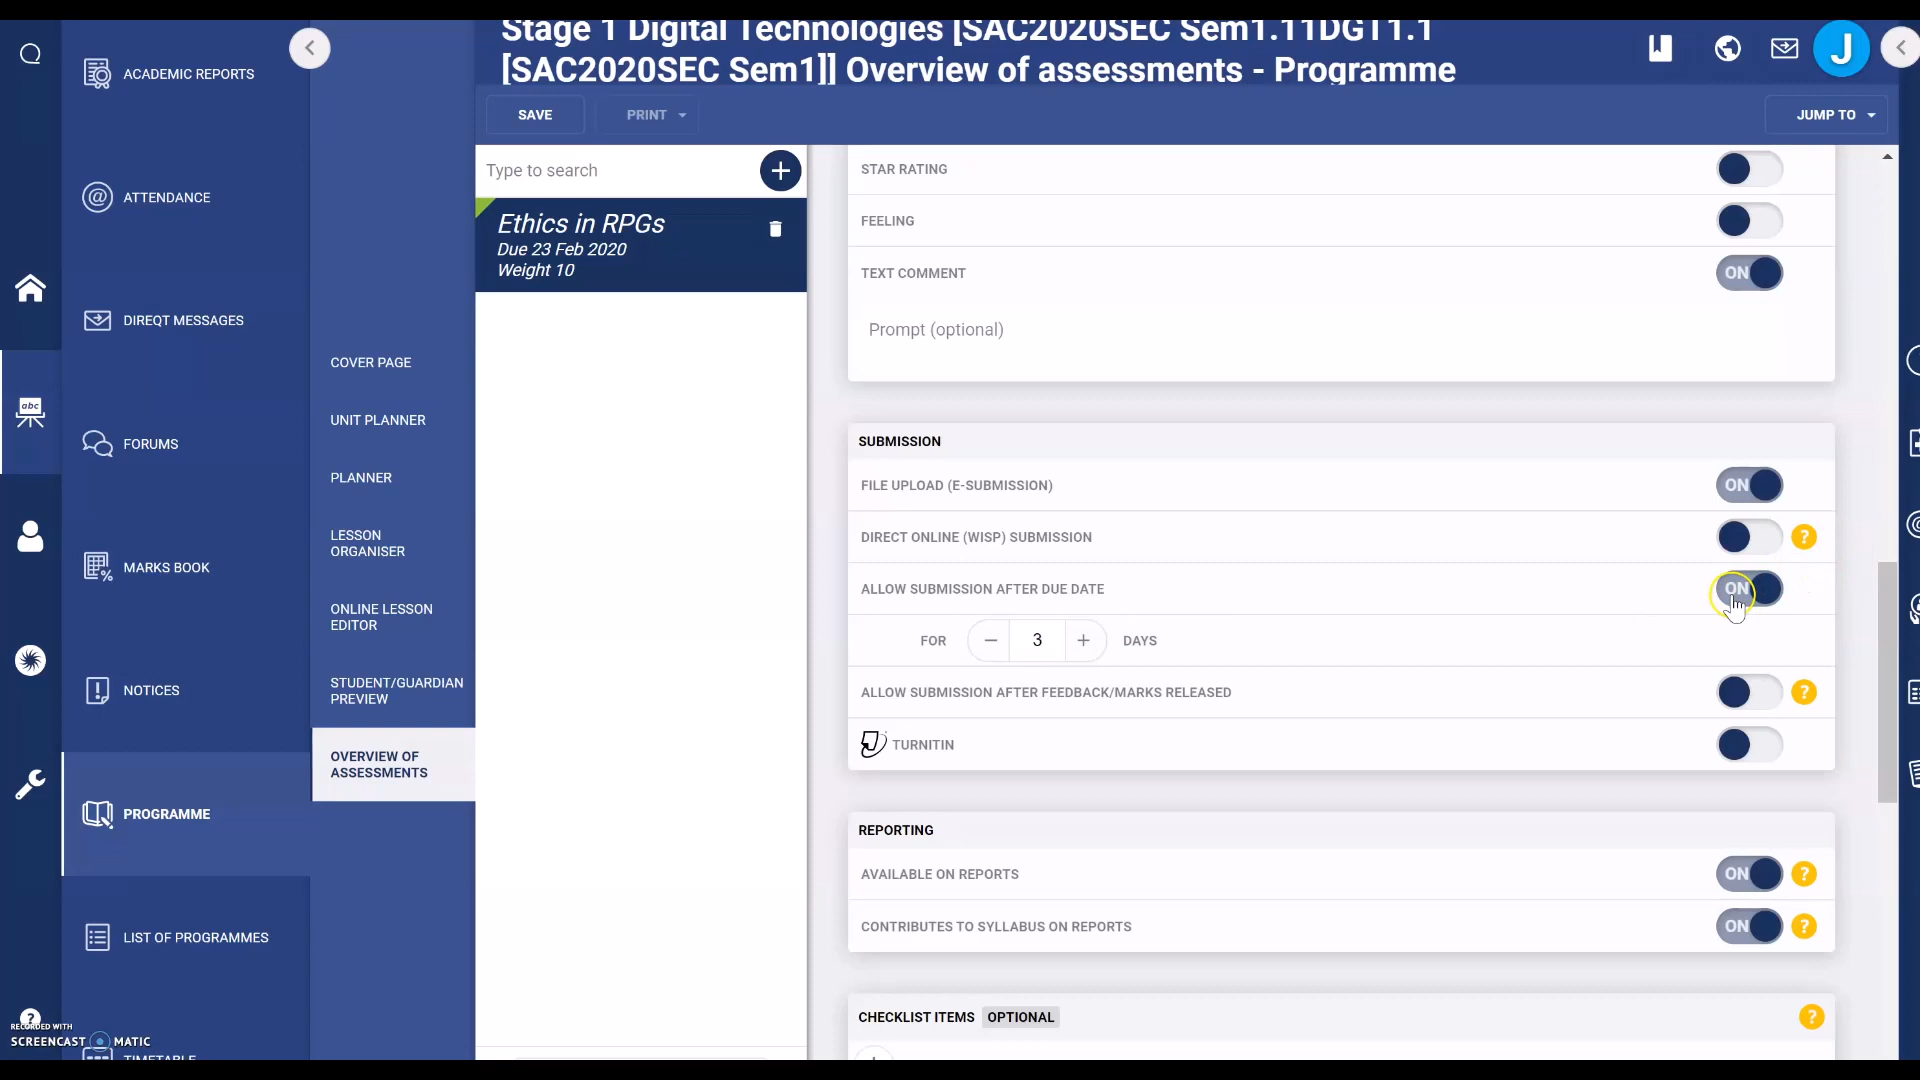 Stage 1 Digital Technologies [SAC2020SEC Sem1.11DGT1.1
[SAC2020SEC Sem1]] Overview of assessments - Programme
J
SAVE
PRINT
JUMP TO
ACADEMIC REPORTS
ATTENDANCE
DIREQT MESSAGES
abc
FORUMS
MARKS BOOK
NOTICES
PROGRAMME
LIST OF PROGRAMMES
TIMETABLE
?
RECORDED WITH
SCREENCAST MATIC
COVER PAGE
UNIT PLANNER
PLANNER
LESSON
ORGANISER
ONLINE LESSON
EDITOR
STUDENT/GUARDIAN
PREVIEW
OVERVIEW OF
ASSESSMENTS
Type to search
Ethics in RPGs
Due 23 Feb 2020
Weight 10
STAR RATING
FEELING
TEXT COMMENT ON
Prompt (optional)
SUBMISSION
FILE UPLOAD (E-SUBMISSION) ON
DIRECT ONLINE (WISP) SUBMISSION ?
ALLOW SUBMISSION AFTER DUE DATE ON
FOR − 3 + DAYS
ALLOW SUBMISSION AFTER FEEDBACK/MARKS RELEASED ?
TURNITIN
REPORTING
AVAILABLE ON REPORTS ON ?
CONTRIBUTES TO SYLLABUS ON REPORTS ON ?
CHECKLIST ITEMS OPTIONAL ?